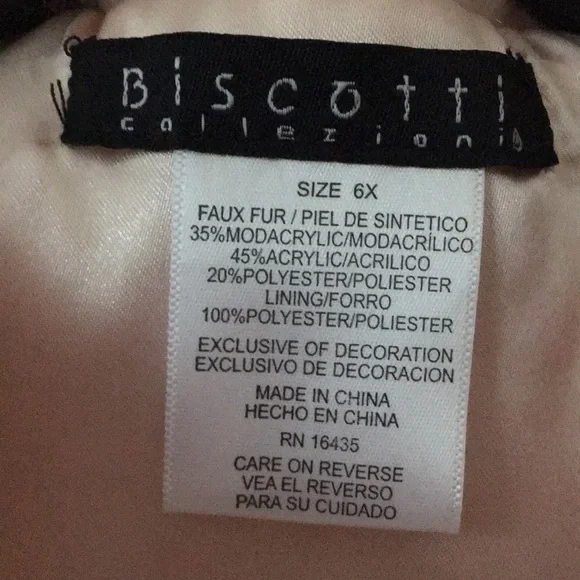 Biscotti
collezioni
SIZE 6X
FAUX FUR / PIEL DE SINTETICO
35%MODACRYLIC/MODACRÍLICO
45%ACRYLIC/ACRILICO
20%POLYESTER/POLIESTER
LINING/FORRO
100%POLYESTER/POLIESTER
EXCLUSIVE OF DECORATION
EXCLUSIVO DE DECORACION
MADE IN CHINA
HECHO EN CHINA
RN 16435
CARE ON REVERSE
VEA EL REVERSO
PARA SU CUIDADO